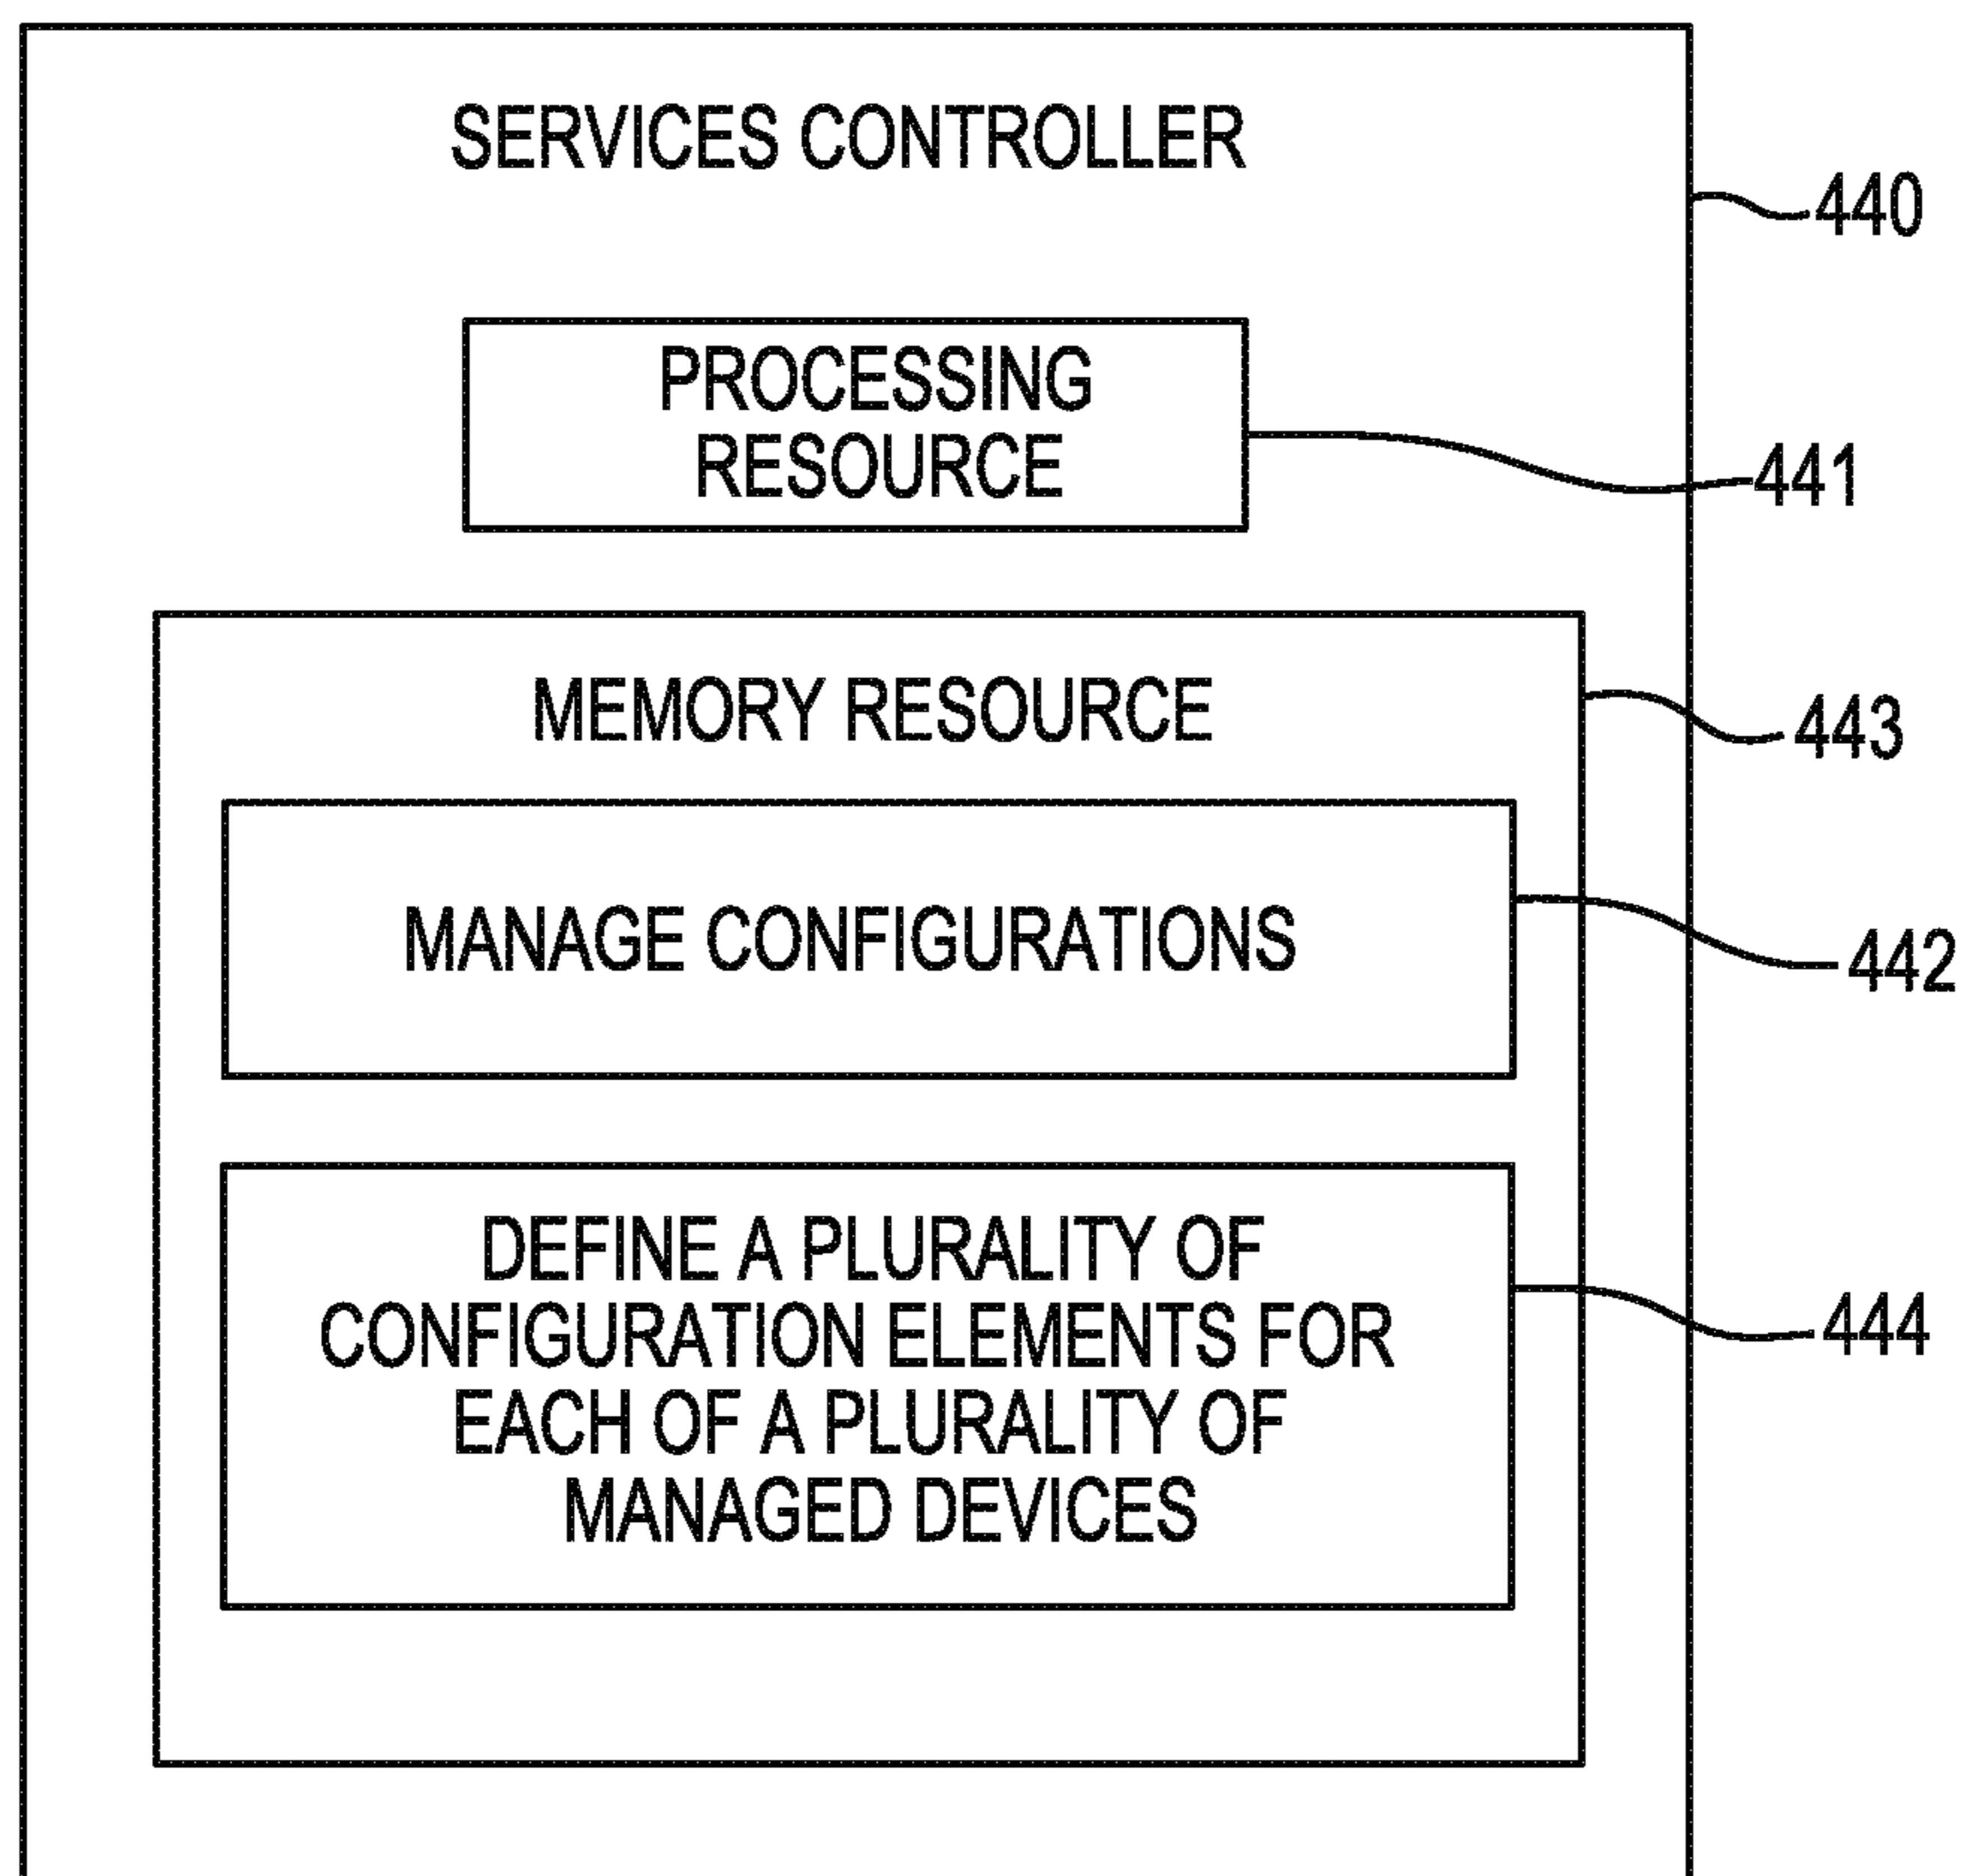 SERVICES CONTROLLER
440
PROCESSING
RESOURCE
441
MEMORY RESOURCE
443
MANAGE CONFIGURATIONS
442
DEFINE A PLURALITY OF
CONFIGURATION ELEMENTS FOR
EACH OF A PLURALITY OF
MANAGED DEVICES
444